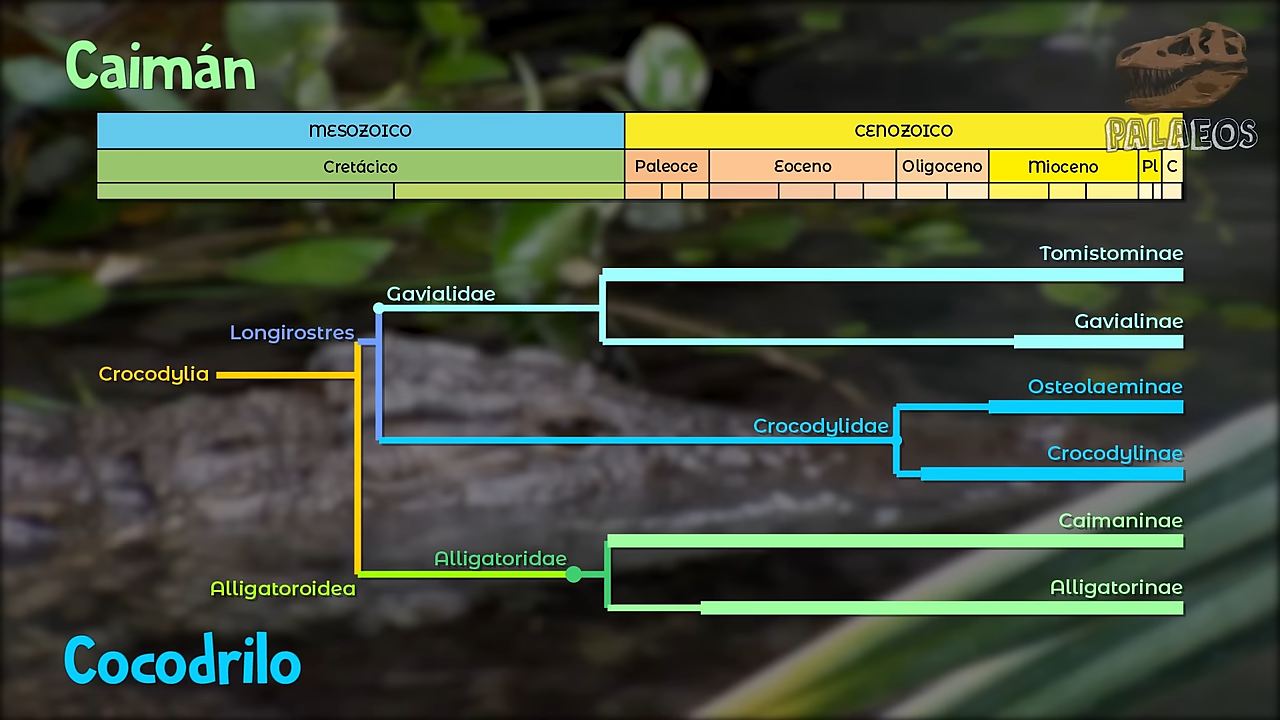 Caimán
PALAEOS
MESOZOICO
CENOZOICO
Cretácico
Paleoce
Eoceno
Oligoceno
Mioceno
Pl
C
Tomistominae
Gavialidae
Gavialinae
Longirostres
Crocodylia
Osteolaeminae
Crocodylidae
Crocodylinae
Caimaninae
Alligatoridae
Alligatoroidea
Alligatorinae
Cocodrilo